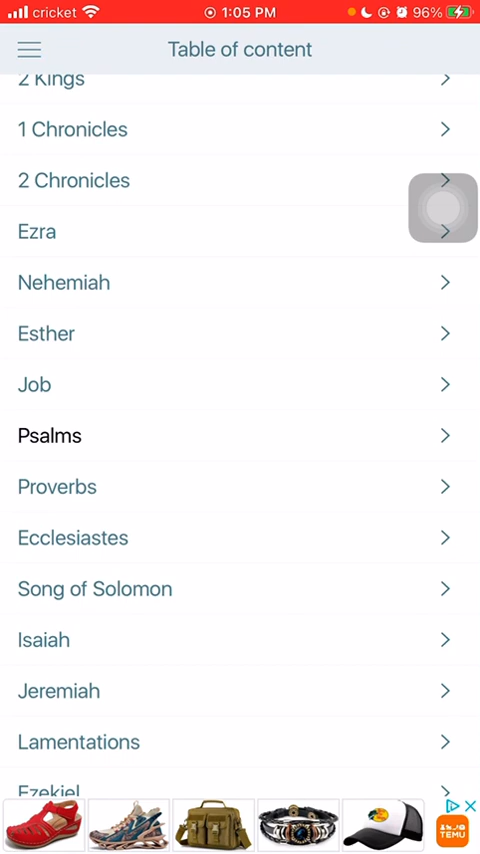 cricket 1:05 PM 96%
Table of content
2 Kings
1 Chronicles
2 Chronicles
Ezra
Nehemiah
Esther
Job
Psalms
Proverbs
Ecclesiastes
Song of Solomon
Isaiah
Jeremiah
Lamentations
Ezekiel
TEMU